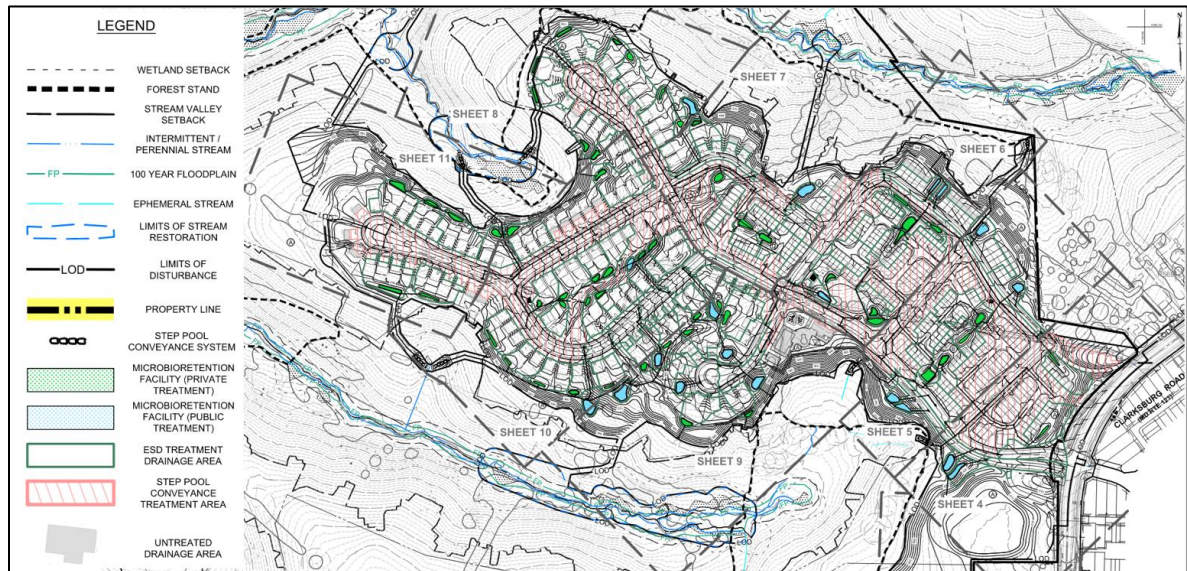 LEGEND
WETLAND SETBACK
FOREST STAND
STREAM VALLEY
SETBACK
INTERMITTENT /
PERENNIAL STREAM
FP
100 YEAR FLOODPLAIN
EPHEMERAL STREAM
LIMITS OF STREAM
RESTORATION
LOD
LIMITS OF
DISTURBANCE
PROPERTY LINE
STEP POOL
CONVEYANCE SYSTEM
MICROBIORETENTION
FACILITY (PRIVATE
TREATMENT)
MICROBIORETENTION
FACILITY (PUBLIC
TREATMENT)
ESD TREATMENT
DRAINAGE AREA
STEP POOL
CONVEYANCE
TREATMENT AREA
UNTREATED
DRAINAGE AREA
LOD
SHEET 7
SHEET 8
SHEET 11
SHEET 6
SHEET 10
SHEET 9
SHEET 5
SHEET 4
LOD
LOD
LOD
CLARKSBURG ROAD